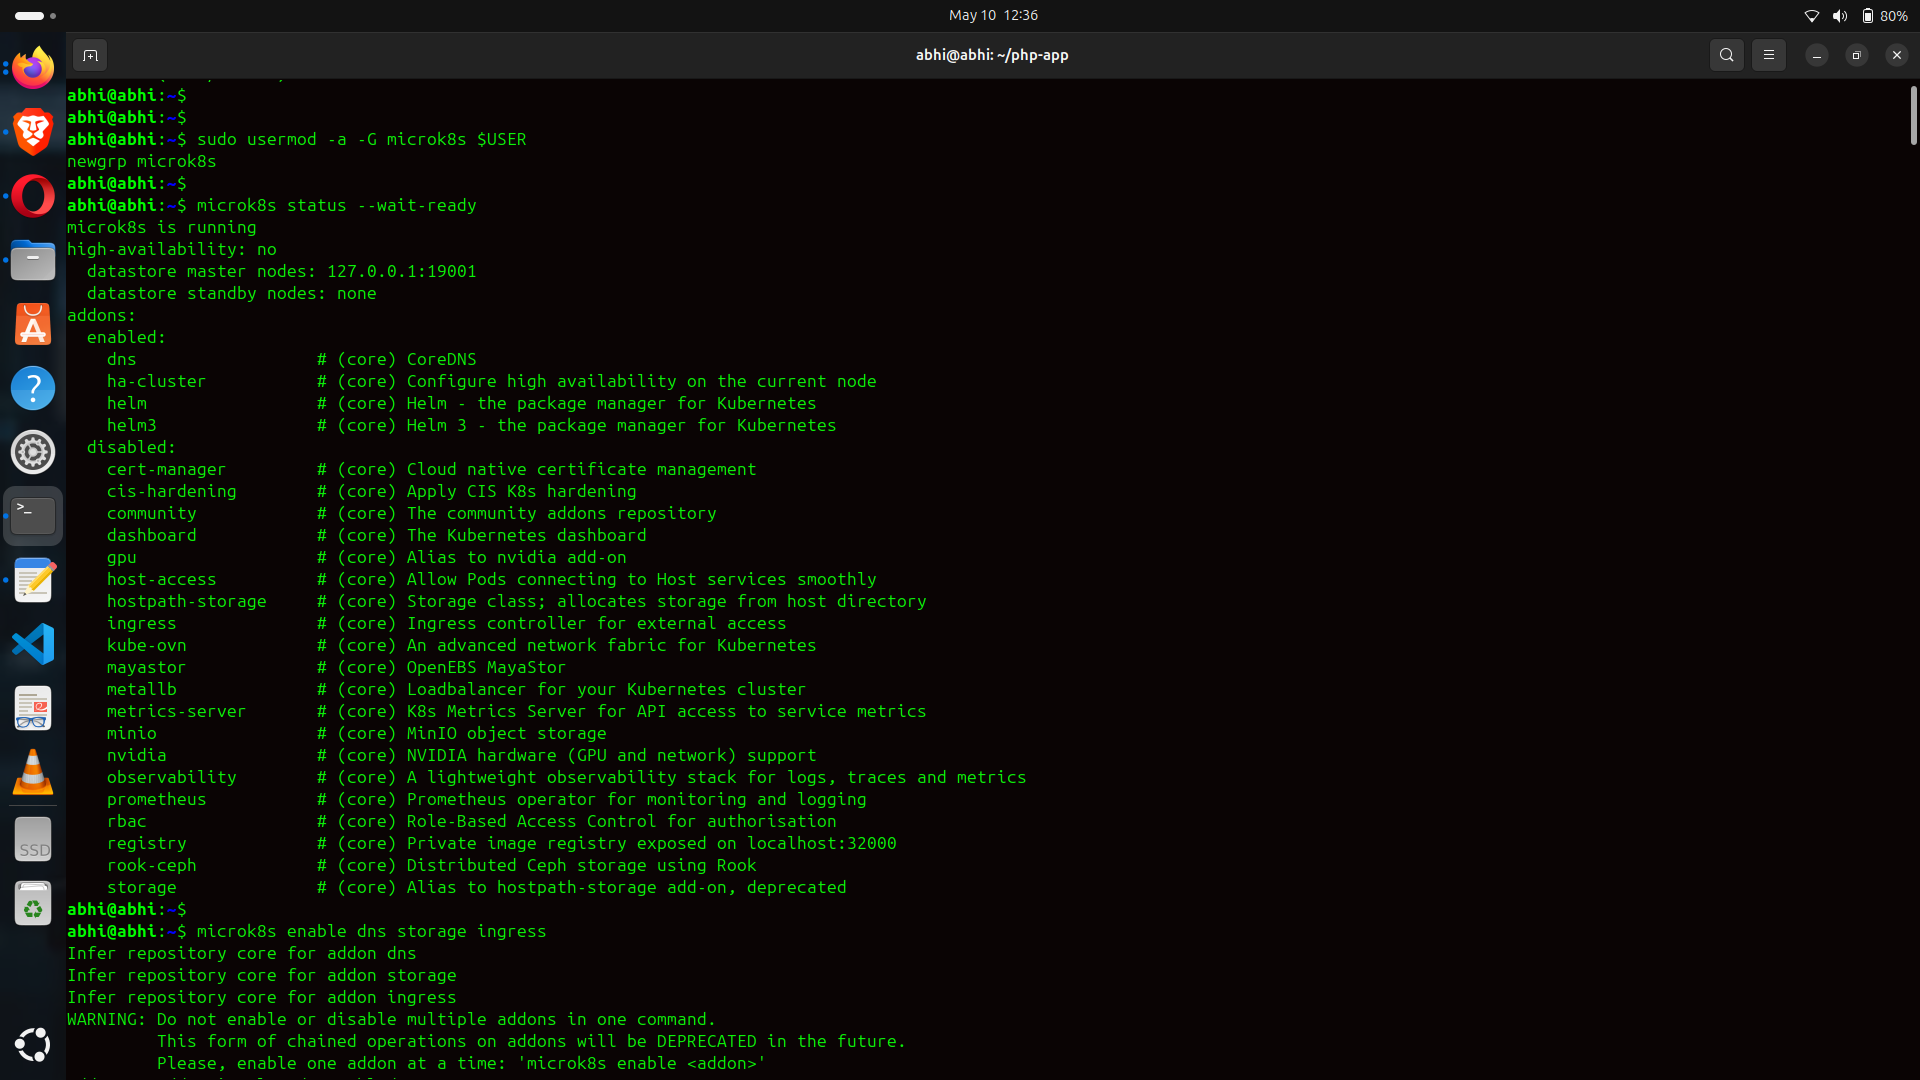 May 10 12:36
80%
abhi@abhi: ~/php-app
abhi@abhi:~$
abhi@abhi:~$
abhi@abhi:~$ sudo usermod -a -G microk8s $USER
newgrp microk8s
abhi@abhi:~$
abhi@abhi:~$ microk8s status --wait-ready
microk8s is running
high-availability: no
  datastore master nodes: 127.0.0.1:19001
  datastore standby nodes: none
addons:
  enabled:
    dns                  # (core) CoreDNS
    ha-cluster           # (core) Configure high availability on the current node
    helm                 # (core) Helm - the package manager for Kubernetes
    helm3                # (core) Helm 3 - the package manager for Kubernetes
  disabled:
    cert-manager         # (core) Cloud native certificate management
    cis-hardening        # (core) Apply CIS K8s hardening
    community            # (core) The community addons repository
    dashboard            # (core) The Kubernetes dashboard
    gpu                  # (core) Alias to nvidia add-on
    host-access          # (core) Allow Pods connecting to Host services smoothly
    hostpath-storage     # (core) Storage class; allocates storage from host directory
    ingress              # (core) Ingress controller for external access
    kube-ovn             # (core) An advanced network fabric for Kubernetes
    mayastor             # (core) OpenEBS MayaStor
    metallb              # (core) Loadbalancer for your Kubernetes cluster
    metrics-server       # (core) K8s Metrics Server for API access to service metrics
    minio                # (core) MinIO object storage
    nvidia               # (core) NVIDIA hardware (GPU and network) support
    observability        # (core) A lightweight observability stack for logs, traces and metrics
    prometheus           # (core) Prometheus operator for monitoring and logging
    rbac                 # (core) Role-Based Access Control for authorisation
    registry             # (core) Private image registry exposed on localhost:32000
    rook-ceph            # (core) Distributed Ceph storage using Rook
    storage              # (core) Alias to hostpath-storage add-on, deprecated
abhi@abhi:~$
abhi@abhi:~$ microk8s enable dns storage ingress
Infer repository core for addon dns
Infer repository core for addon storage
Infer repository core for addon ingress
WARNING: Do not enable or disable multiple addons in one command.
         This form of chained operations on addons will be DEPRECATED in the future.
         Please, enable one addon at a time: 'microk8s enable <addon>'
SSD